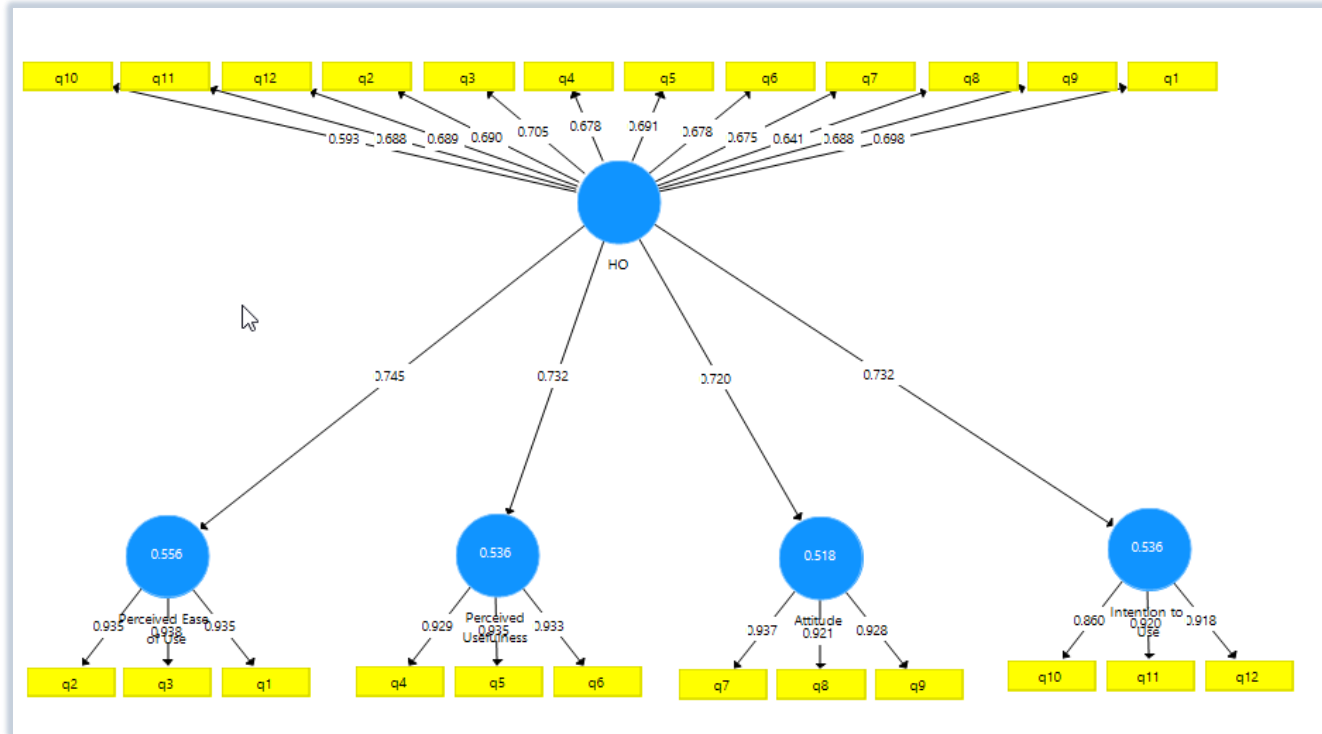 q10 q11 q12 q2 q3 q4 q5 q6 q7 q8 q9 q1
0.593 0.688 0.689 0.690 0.705 0.678 0.691 0.678 0.675 0.641 0.688 0.698
HO
0.745 0.732 0.720 0.732
0.556 0.536 0.518 0.536
Perceived Ease
of Use
0.935 0.938 0.935
Perceived
Usefulness
0.929 0.935 0.933
Attitude
0.937 0.921 0.928
Intention to
Use
0.860 0.920 0.918
q2 q3 q1 q4 q5 q6 q7 q8 q9 q10 q11 q12